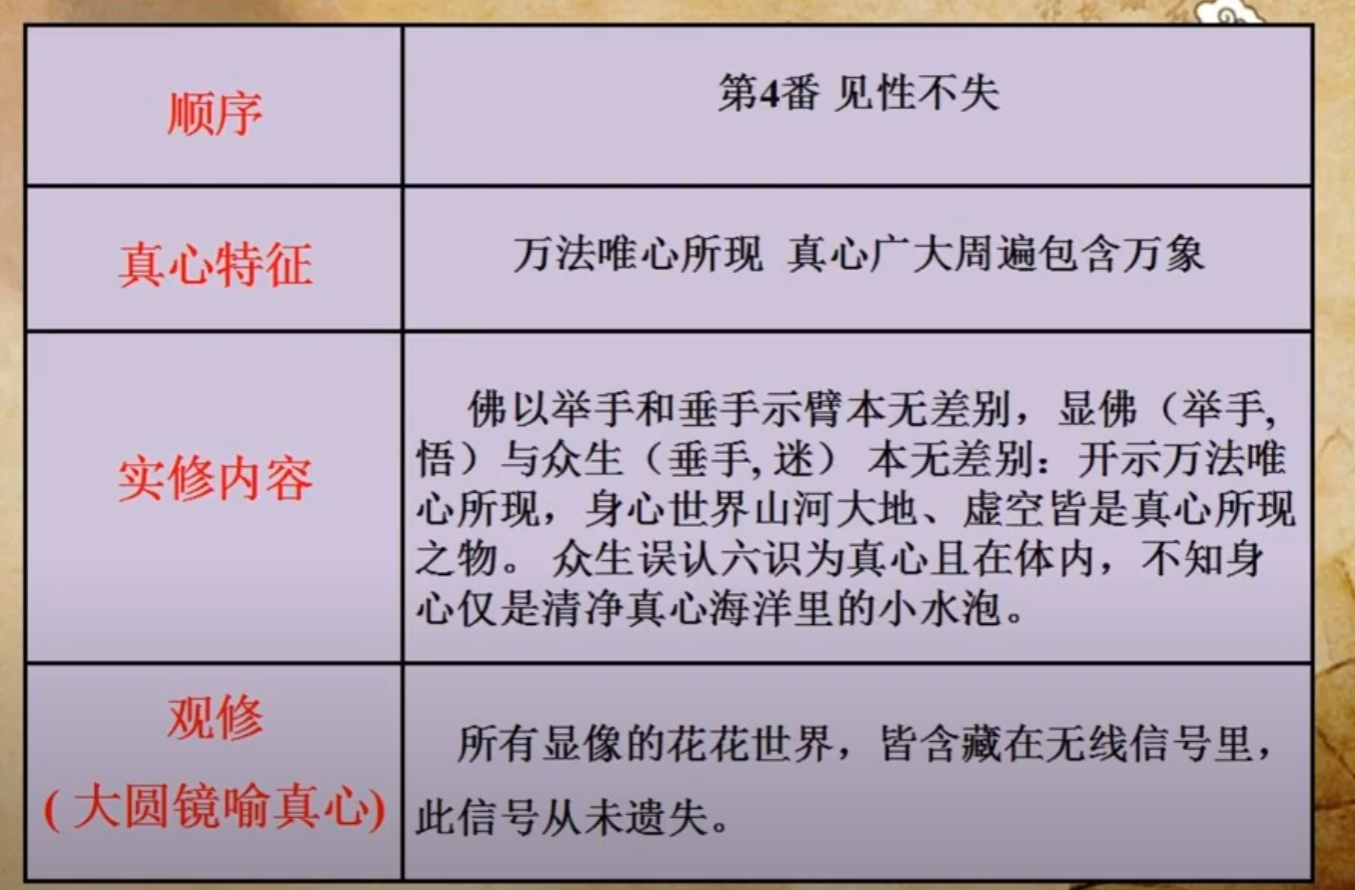 顺序
第4番 见性不失
真心特征
万法唯心所现 真心广大周遍包含万象
实修内容
佛以举手和垂手示臂本无差别，显佛（举手,
悟）与众生（垂手, 迷） 本无差别：开示万法唯
心所现，身心世界山河大地、虚空皆是真心所现
之物。 众生误认六识为真心且在体内，不知身
心仅是清净真心海洋里的小水泡。
观修
( 大圆镜喻真心)
所有显像的花花世界，皆含藏在无线信号里，
此信号从未遗失。